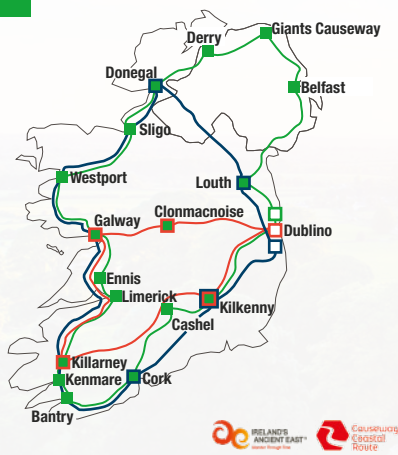 Giants Causeway
Derry
Donegal
Belfast
Sligo
Westport
Louth
Clonmacnoise
Galway
Dublino
Ennis
Limerick
Kilkenny
Cashel
Killarney
Kenmare
Cork
Bantry
IRELAND'S
ANCIENT EAST
Causeway
Coastal
Route